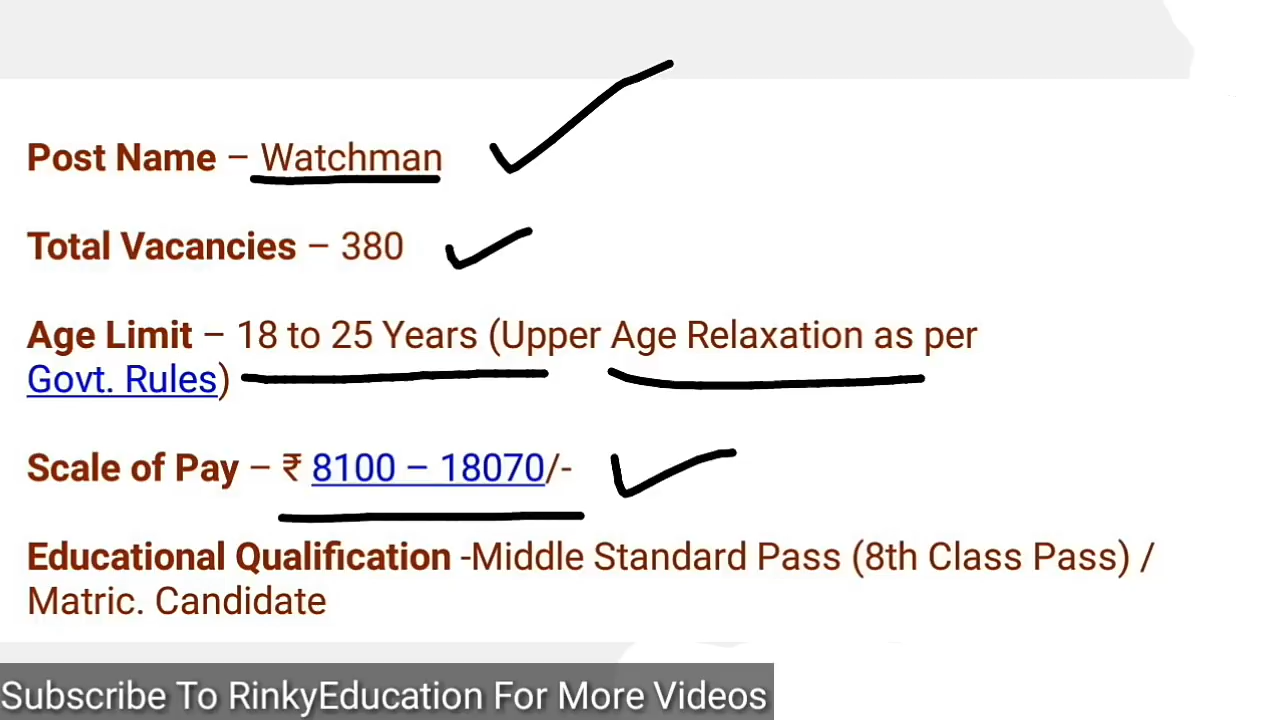 Post Name – Watchman
Total Vacancies – 380
Age Limit – 18 to 25 Years (Upper Age Relaxation as per
Govt. Rules)
Scale of Pay – ₹ 8100 – 18070/-
Educational Qualification -Middle Standard Pass (8th Class Pass) /
Matric. Candidate
Subscribe To RinkyEducation For More Videos